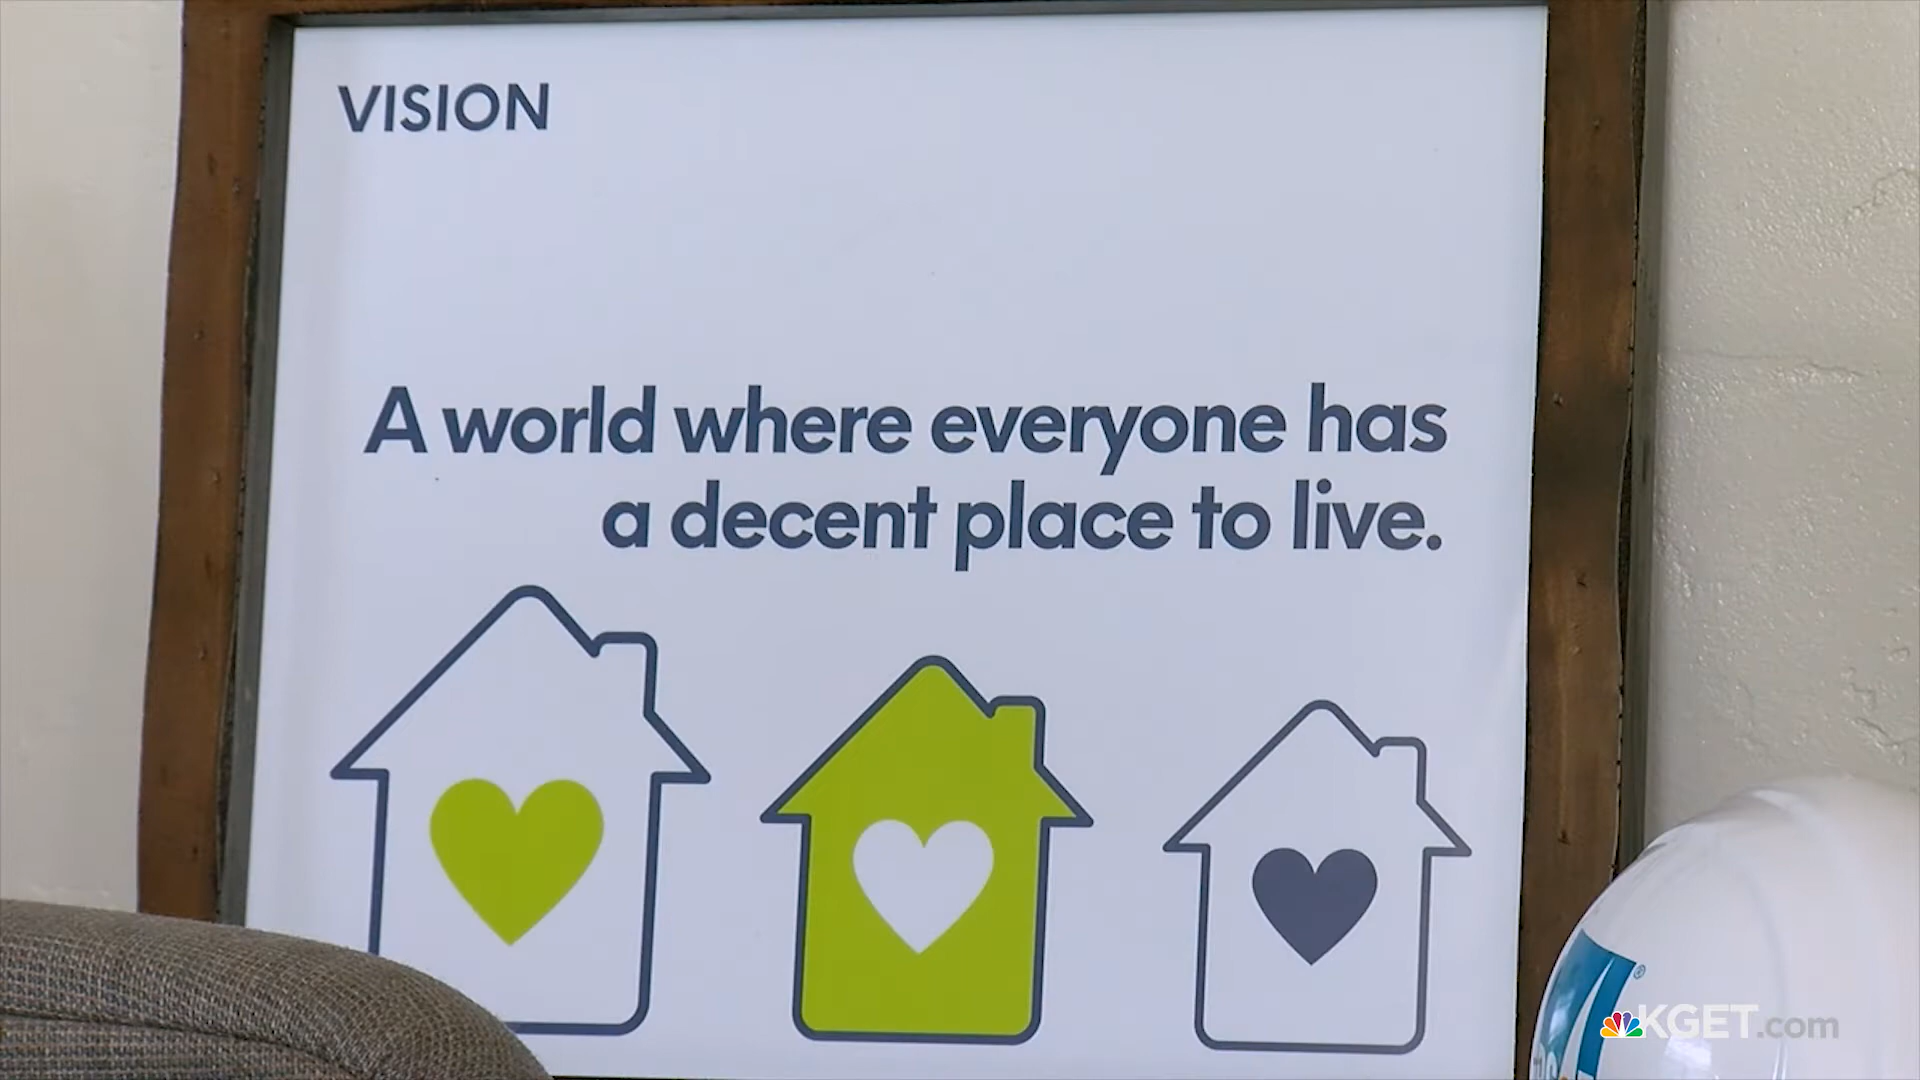 VISION
A world where everyone has
a decent place to live.
®
KGET.com